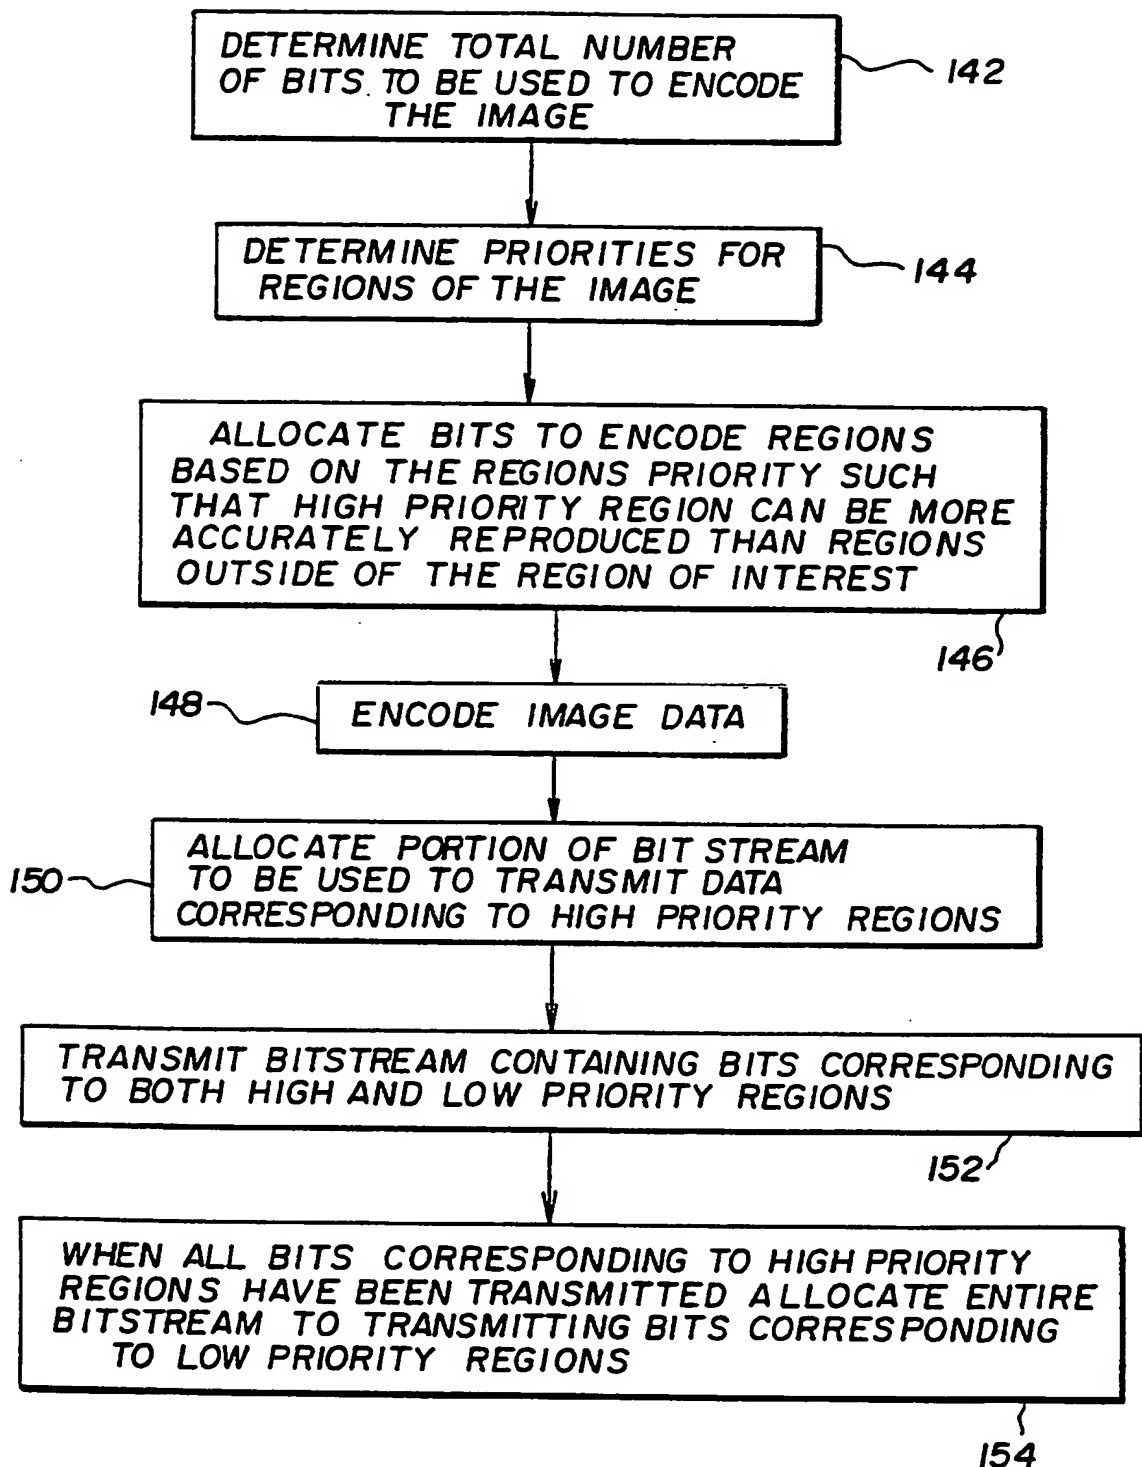 DETERMINE TOTAL NUMBER
OF BITS TO BE USED TO ENCODE
THE IMAGE
142
DETERMINE PRIORITIES FOR
REGIONS OF THE IMAGE
144
ALLOCATE BITS TO ENCODE REGIONS
BASED ON THE REGIONS PRIORITY SUCH
THAT HIGH PRIORITY REGION CAN BE MORE
ACCURATELY REPRODUCED THAN REGIONS
OUTSIDE OF THE REGION OF INTEREST
146
148
ENCODE IMAGE DATA
150
ALLOCATE PORTION OF BIT STREAM
TO BE USED TO TRANSMIT DATA
CORRESPONDING TO HIGH PRIORITY REGIONS
TRANSMIT BITSTREAM CONTAINING BITS CORRESPONDING
TO BOTH HIGH AND LOW PRIORITY REGIONS
152
WHEN ALL BITS CORRESPONDING TO HIGH PRIORITY
REGIONS HAVE BEEN TRANSMITTED ALLOCATE ENTIRE
BITSTREAM TO TRANSMITTING BITS CORRESPONDING
TO LOW PRIORITY REGIONS
154